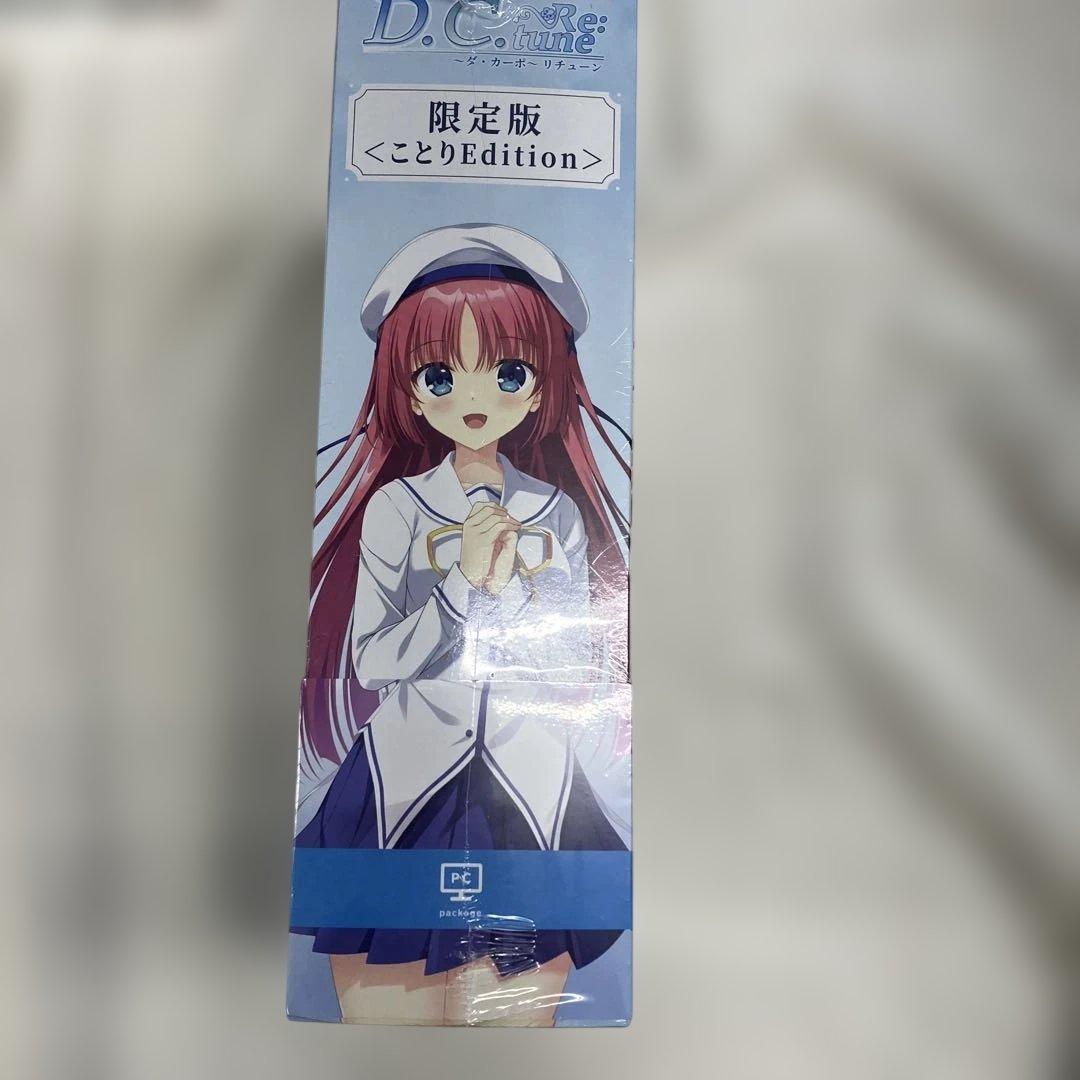 D.C. Re:
tune
～ダ・カーポ～ リチューン
限定版
<ことりEdition>
PC
package